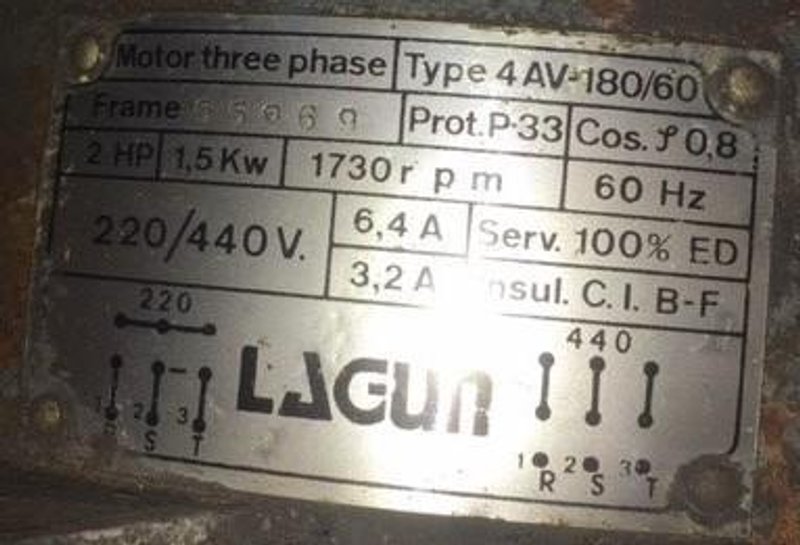 Motor three phase Type 4 AV-180/60
Frame Prot. P-33 Cos. φ 0,8
2 HP 1,5 Kw 1730 r p m 60 Hz
220/440 V. 6,4 A Serv. 100% ED
3,2 A Insul. C. I. B-F
220 440
LAGUN
1 2 3
R S T
1 2 3
R S T